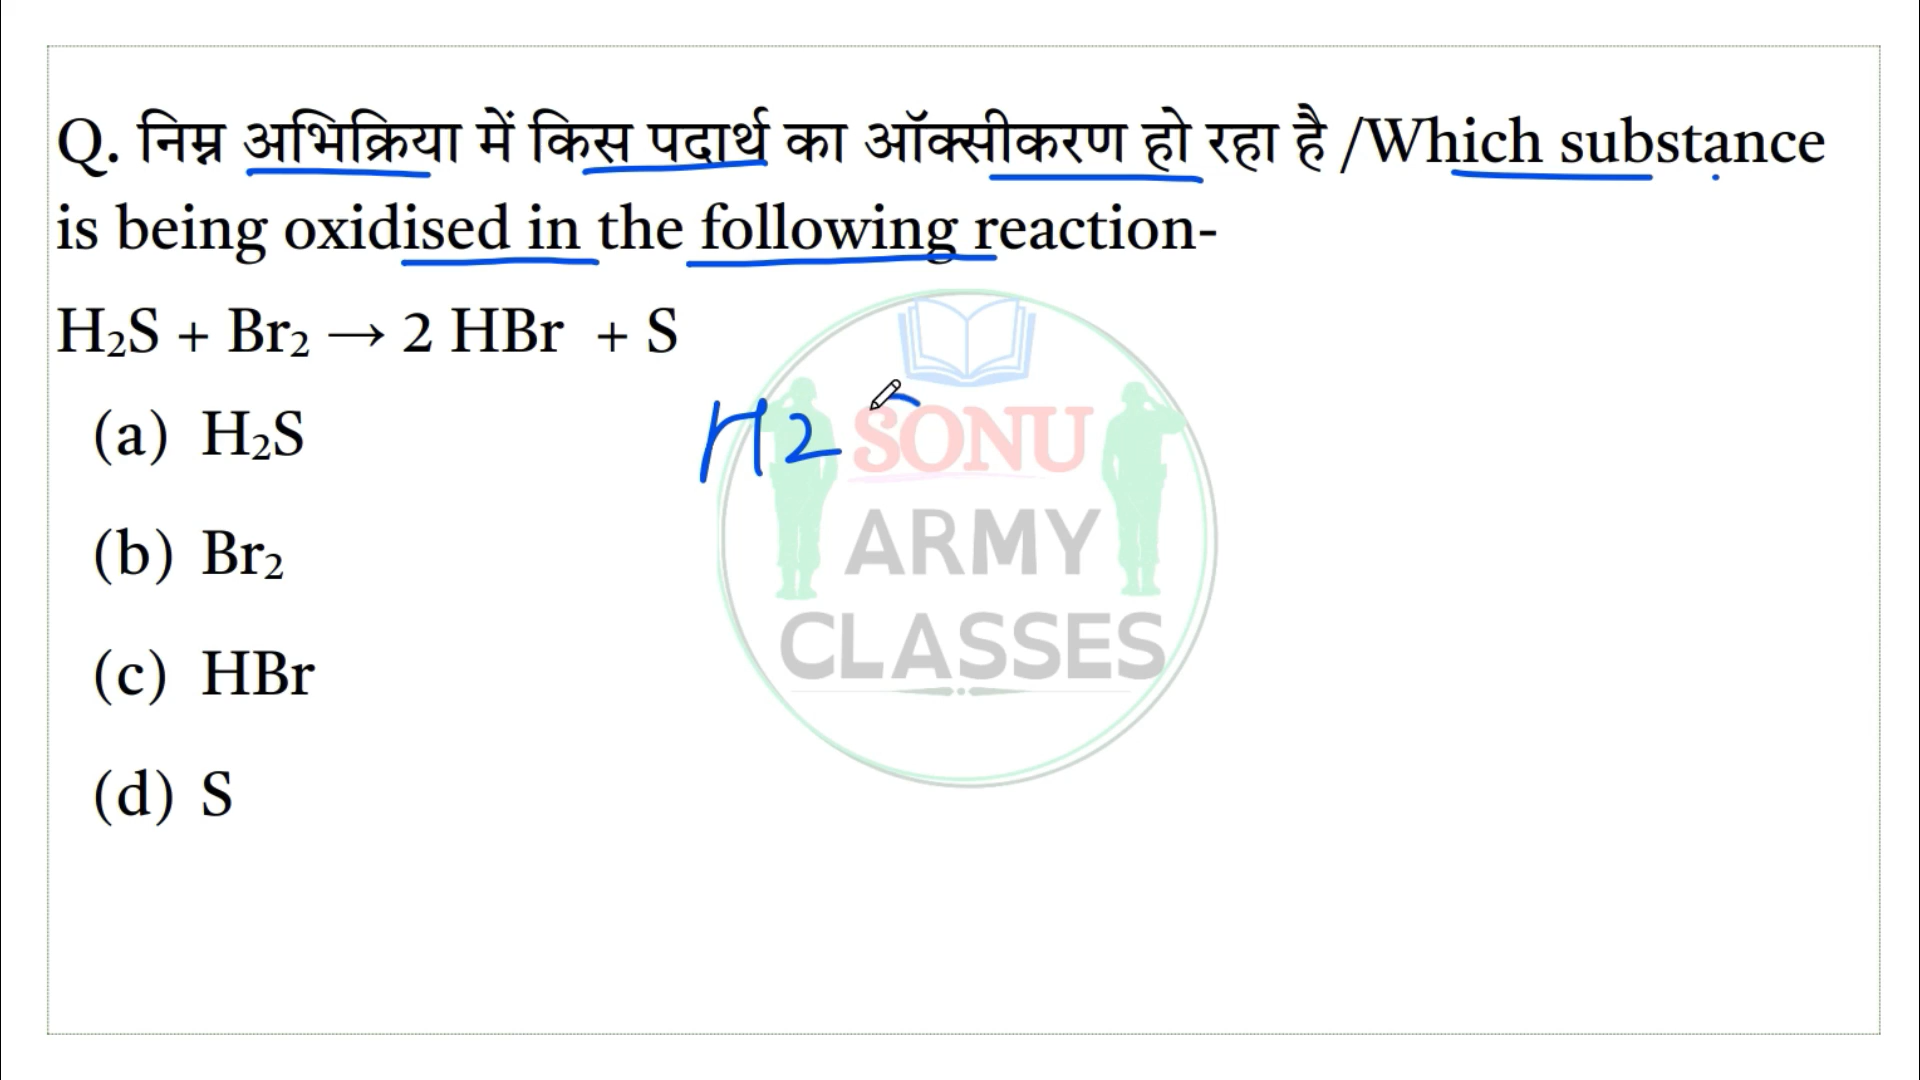 Q. निम्न अभिक्रिया में किस पदार्थ का ऑक्सीकरण हो रहा है /Which substance
is being oxidised in the following reaction-
H₂S + Br₂ → 2 HBr + S
(a) H₂S
(b) Br₂
(c) HBr
(d) S
H2
SONU
ARMY
CLASSES